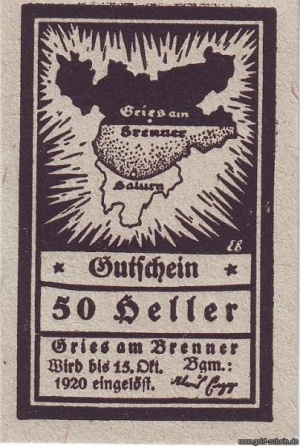 Gries am
Brenner
Salurn
EB
* Gutschein *
50 Heller
Gries am Brenner
Wird bis 15. Okt. Bgm.:
1920 eingelöst.
www.geld-schein.de